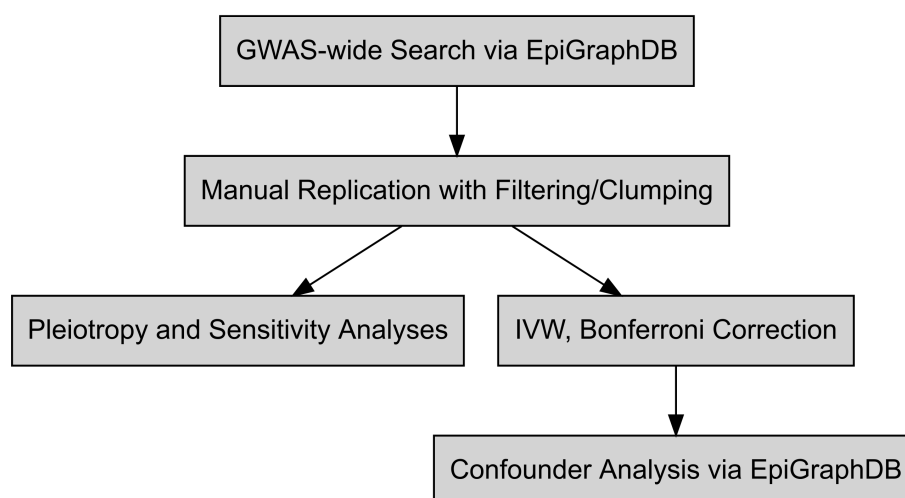 GWAS-wide Search via EpiGraphDB
Manual Replication with Filtering/Clumping
Pleiotropy and Sensitivity Analyses
IVW, Bonferroni Correction
Confounder Analysis via EpiGraphDB